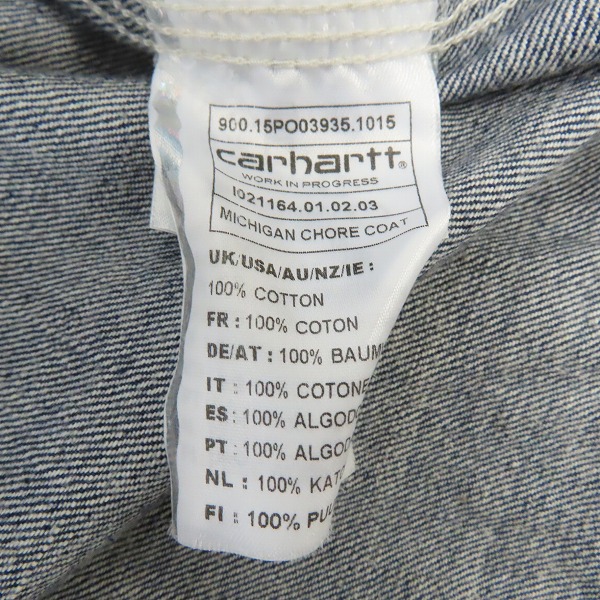 900.15PO03935.1015
carhartt®
WORK IN PROGRESS
I021164.01.02.03
MICHIGAN CHORE COAT
UK/USA/AU/NZ/IE :
100% COTTON
FR : 100% COTON
DE/AT : 100% BAUM
IT : 100% COTONE
ES: 100% ALGOD
PT : 100% ALGOD
NL : 100% KAT
FI : 100% PUU